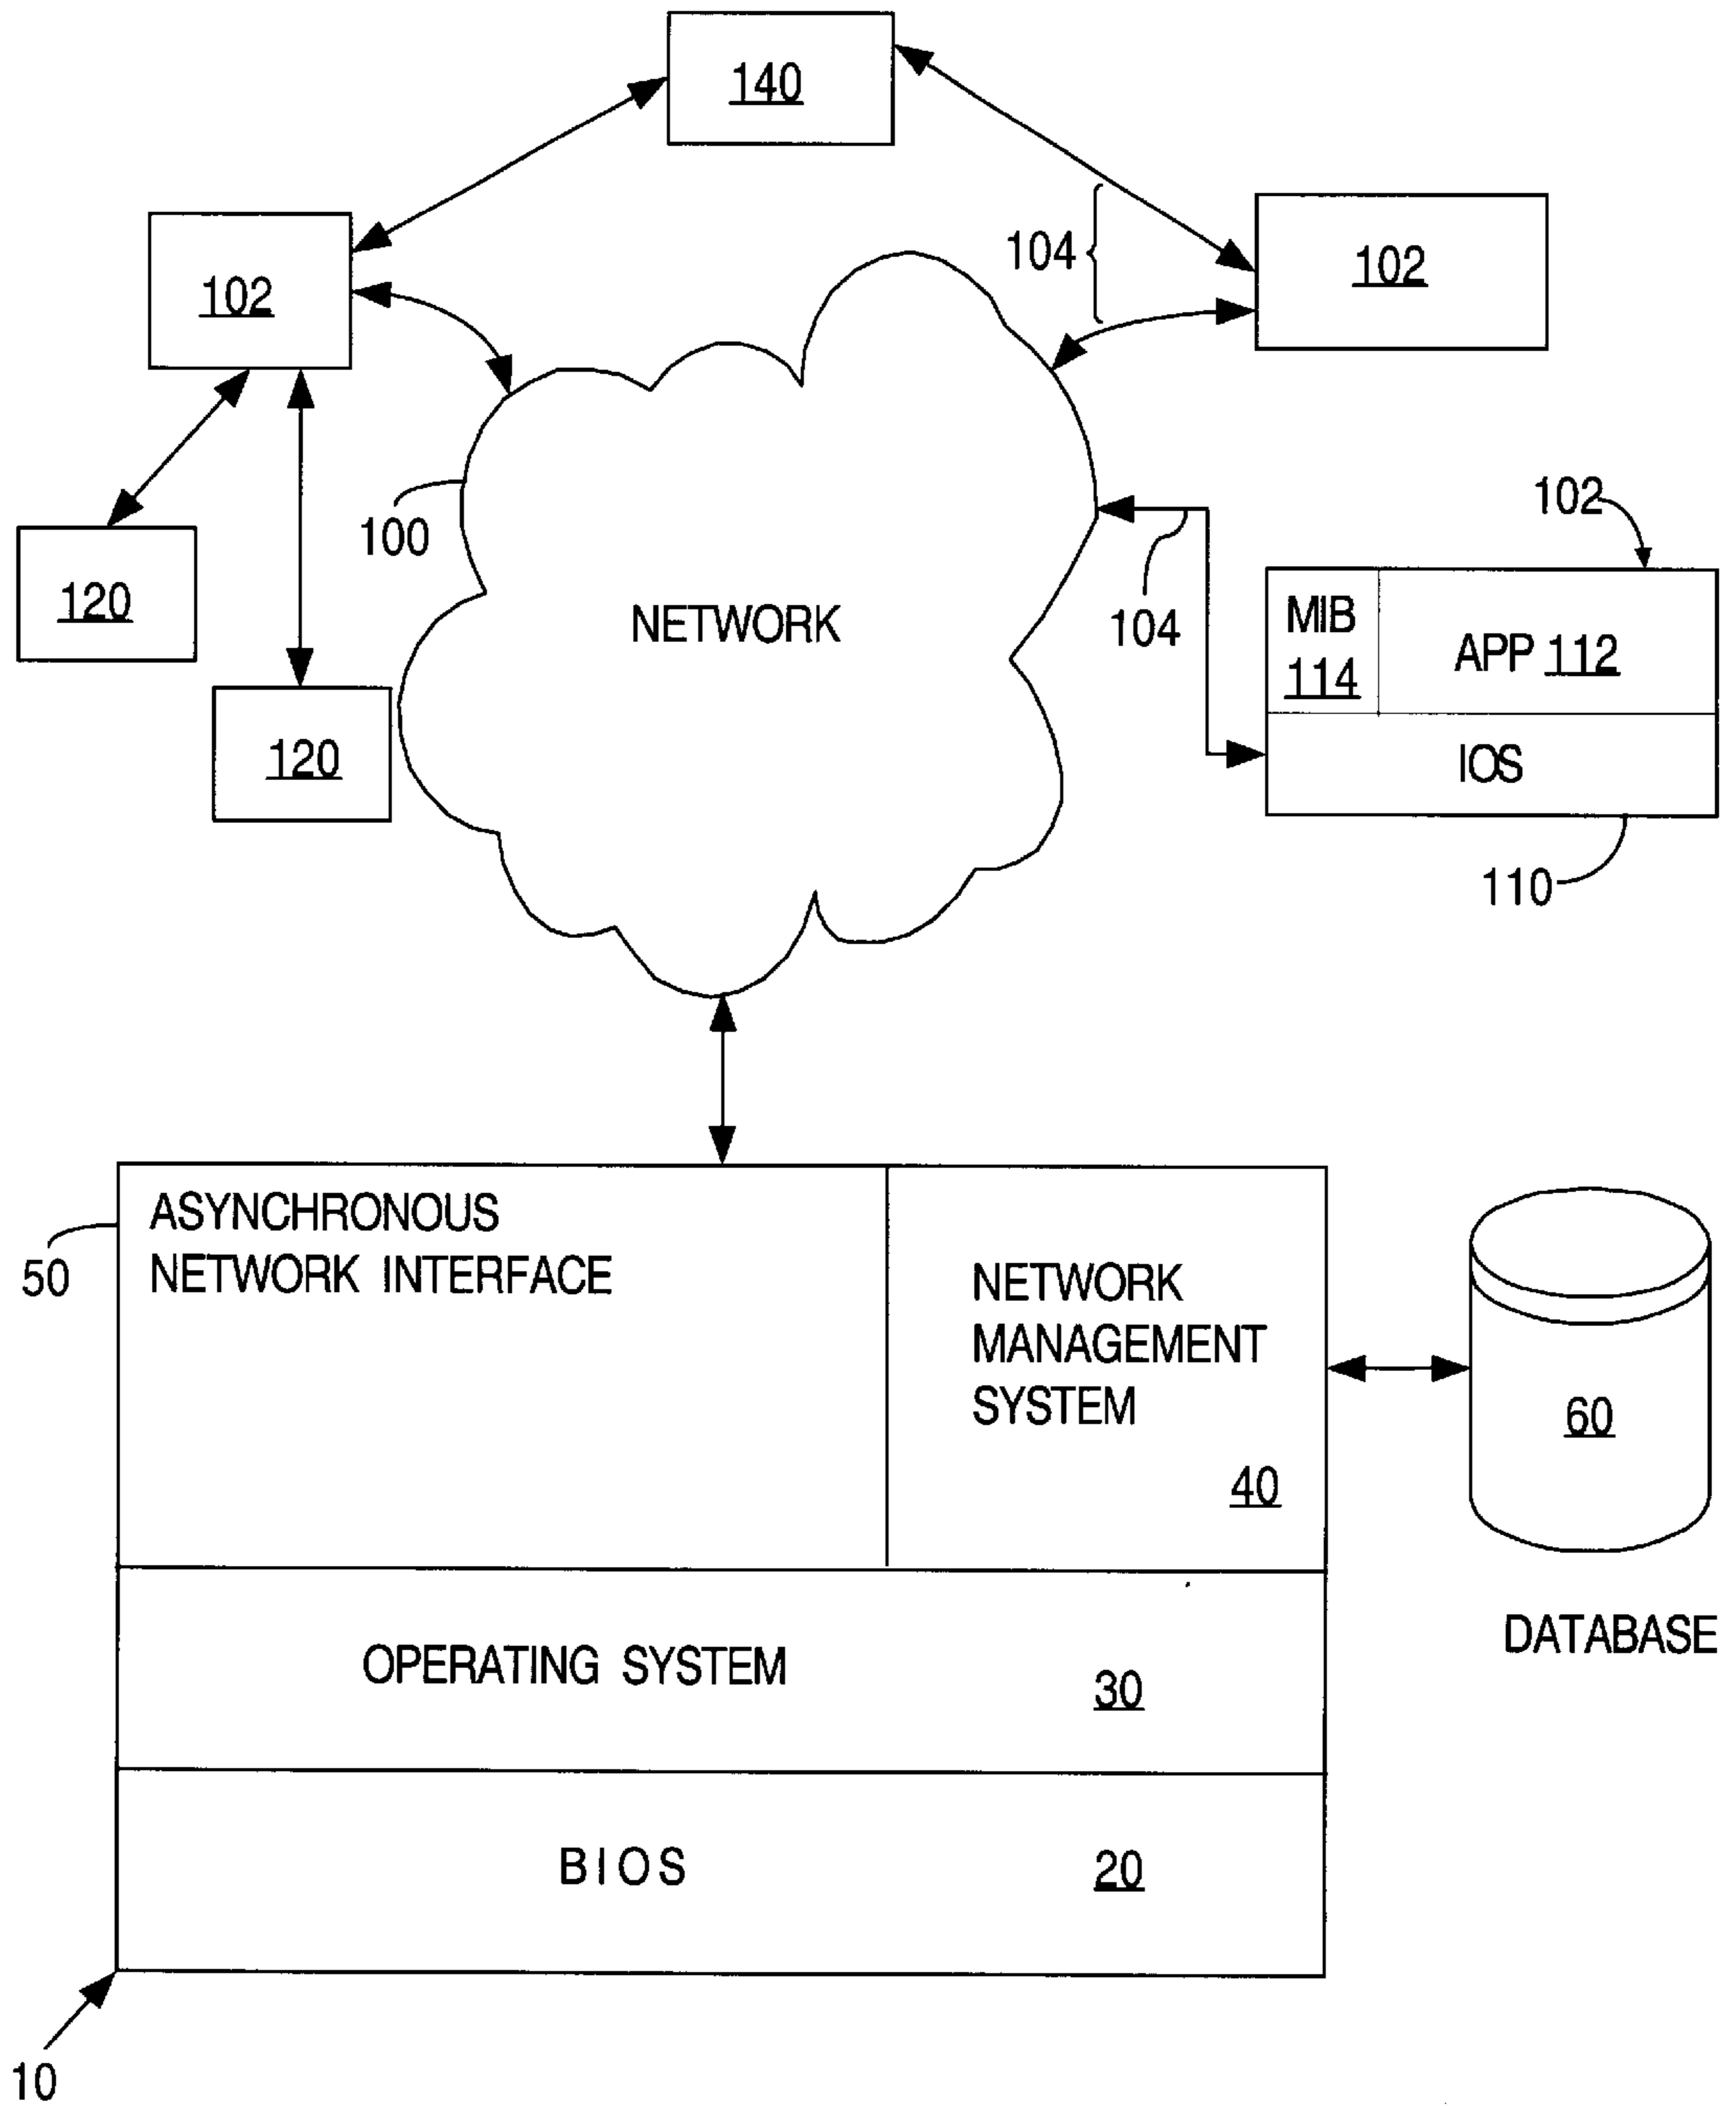 140
104
102
102
102
100
120
104
MIB
114
APP 112
NETWORK
120
IOS
110
50
ASYNCHRONOUS
NETWORK INTERFACE
NETWORK
MANAGEMENT
SYSTEM
40
60
DATABASE
OPERATING SYSTEM 30
BIOS 20
10